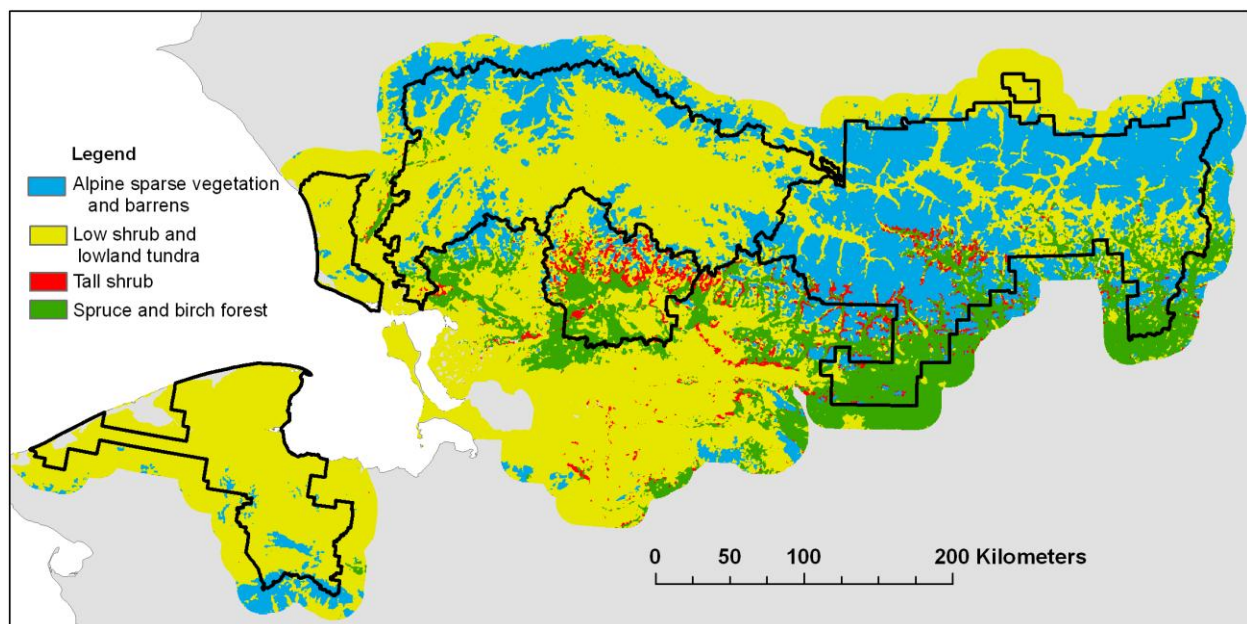 Legend
Alpine sparse vegetation
and barrens
Low shrub and
lowland tundra
Tall shrub
Spruce and birch forest
0 50 100 200 Kilometers